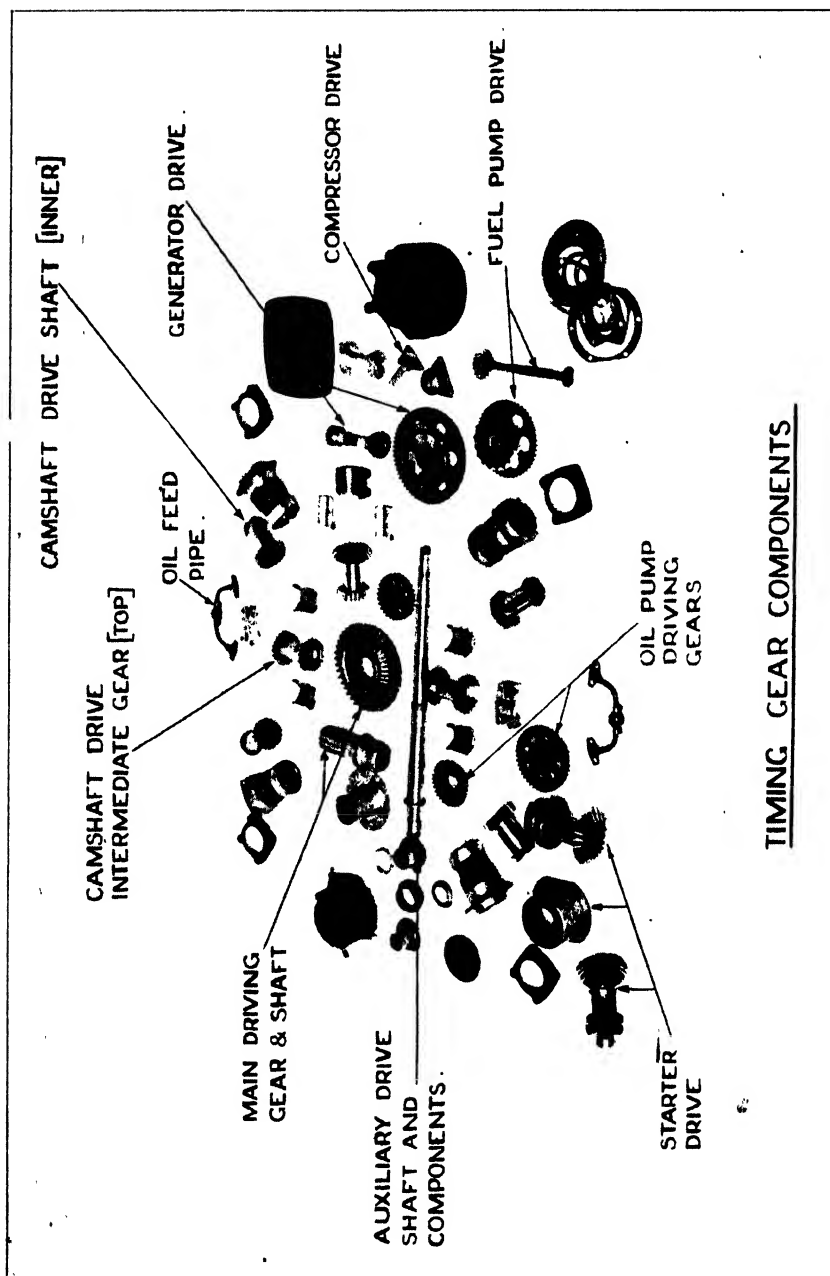 CAMSHAFT DRIVE SHAFT [INNER]
GENERATOR DRIVE.
COMPRESSOR DRIVE
FUEL PUMP DRIVE.
OIL FEED
PIPE.
CAMSHAFT DRIVE
INTERMEDIATE GEAR [TOP]
OIL PUMP
DRIVING
GEARS
MAIN DRIVING
GEAR & SHAFT
AUXILIARY DRIVE
SHAFT AND
COMPONENTS.
STARTER
DRIVE
TIMING GEAR COMPONENTS